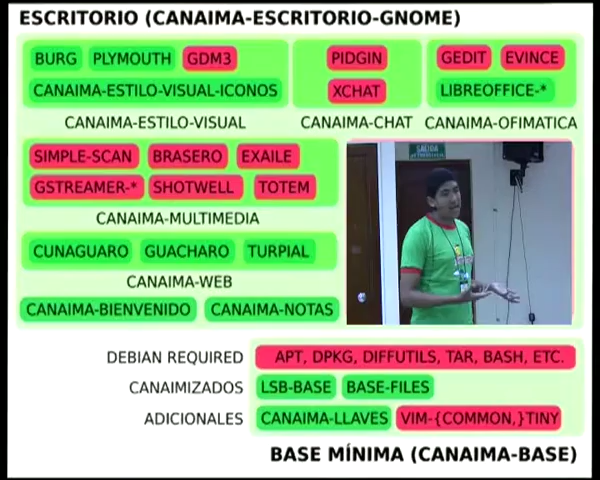 ESCRITORIO (CANAIMA-ESCRITORIO-GNOME)
BURG PLYMOUTH GDM3
CANAIMA-ESTILO-VISUAL-ICONOS
CANAIMA-ESTILO-VISUAL
PIDGIN
XCHAT
CANAIMA-CHAT
GEDIT EVINCE
LIBREOFFICE-*
CANAIMA-OFIMATICA
SIMPLE-SCAN BRASERO EXAILE
GSTREAMER-* SHOTWELL TOTEM
CANAIMA-MULTIMEDIA
CUNAGUARO GUACHARO TURPIAL
CANAIMA-WEB
CANAIMA-BIENVENIDO CANAIMA-NOTAS
SALIDA
DEBIAN REQUIRED APT, DPKG, DIFFUTILS, TAR, BASH, ETC.
CANAIMIZADOS LSB-BASE BASE-FILES
ADICIONALES CANAIMA-LLAVES VIM-{COMMON,}TINY
BASE MÍNIMA (CANAIMA-BASE)